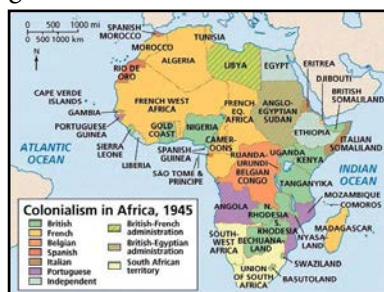 0 500 1000 mi
0 500 1000 km
N
SPANISH
MOROCCO
MOROCCO
TUNISIA
ALGERIA
LIBYA
EGYPT
RIO DE
ORO
ERITREA
DJIBOUTI
BRITISH
SOMALILAND
CAPE VERDE
ISLANDS
FRENCH WEST
AFRICA
FRENCH
EQ.
AFRICA
ANGLO-
EGYPTIAN
SUDAN
GAMBIA
PORTUGUESE
GUINEA
GOLD
COAST
NIGERIA
CAMER-
OONS
ETHIOPIA
ITALIAN
SOMALILAND
SIERRA
LEONE
LIBERIA
SPANISH
GUINEA
SÃO TOMÉ &
PRÍNCIPE
ATLANTIC
OCEAN
UGANDA
KENYA
RUANDA-
URUNDI
BELGIAN
CONGO
TANGANYIKA
INDIAN
OCEAN
ANGOLA
N.
RHODESIA
S.
RHODESIA
MOZAMBIQUE
COMOROS
MADAGASCAR
NYASA-
LAND
SOUTH-
WEST
AFRICA
BECHUANA-
LAND
SWAZILAND
UNION OF
SOUTH AFRICA
BASUTOLAND
Colonialism in Africa, 1945
British
French
Belgian
Spanish
Italian
Portuguese
Independent
British-French
administration
British-Egyptian
administration
South African
territory